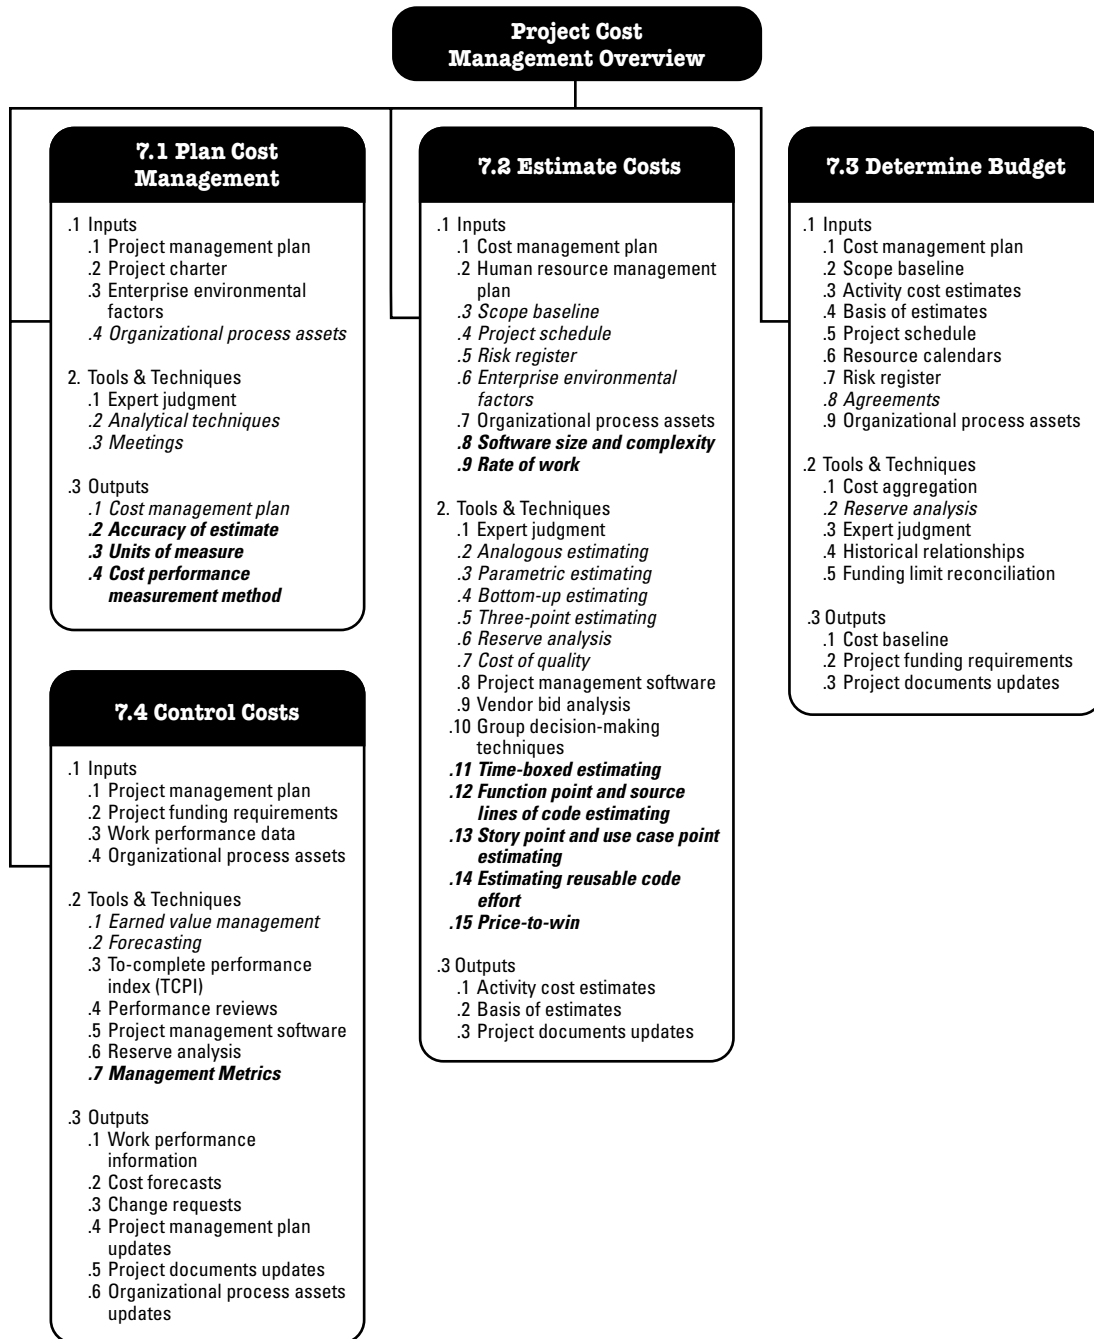 Project Cost
Management Overview
7.1 Plan Cost
Management
.1 Inputs
.1 Project management plan
.2 Project charter
.3 Enterprise environmental
factors
.4 Organizational process assets
2. Tools & Techniques
.1 Expert judgment
.2 Analytical techniques
.3 Meetings
.3 Outputs
.1 Cost management plan
.2 Accuracy of estimate
.3 Units of measure
.4 Cost performance
measurement method
7.2 Estimate Costs
.1 Inputs
.1 Cost management plan
.2 Human resource management
plan
.3 Scope baseline
.4 Project schedule
.5 Risk register
.6 Enterprise environmental
factors
.7 Organizational process assets
.8 Software size and complexity
.9 Rate of work
2. Tools & Techniques
.1 Expert judgment
.2 Analogous estimating
.3 Parametric estimating
.4 Bottom-up estimating
.5 Three-point estimating
.6 Reserve analysis
.7 Cost of quality
.8 Project management software
.9 Vendor bid analysis
.10 Group decision-making
techniques
.11 Time-boxed estimating
.12 Function point and source
lines of code estimating
.13 Story point and use case point
estimating
.14 Estimating reusable code
effort
.15 Price-to-win
.3 Outputs
.1 Activity cost estimates
.2 Basis of estimates
.3 Project documents updates
7.3 Determine Budget
.1 Inputs
.1 Cost management plan
.2 Scope baseline
.3 Activity cost estimates
.4 Basis of estimates
.5 Project schedule
.6 Resource calendars
.7 Risk register
.8 Agreements
.9 Organizational process assets
.2 Tools & Techniques
.1 Cost aggregation
.2 Reserve analysis
.3 Expert judgment
.4 Historical relationships
.5 Funding limit reconciliation
.3 Outputs
.1 Cost baseline
.2 Project funding requirements
.3 Project documents updates
7.4 Control Costs
.1 Inputs
.1 Project management plan
.2 Project funding requirements
.3 Work performance data
.4 Organizational process assets
.2 Tools & Techniques
.1 Earned value management
.2 Forecasting
.3 To-complete performance
index (TCPI)
.4 Performance reviews
.5 Project management software
.6 Reserve analysis
.7 Management Metrics
.3 Outputs
.1 Work performance
information
.2 Cost forecasts
.3 Change requests
.4 Project management plan
updates
.5 Project documents updates
.6 Organizational process assets
updates